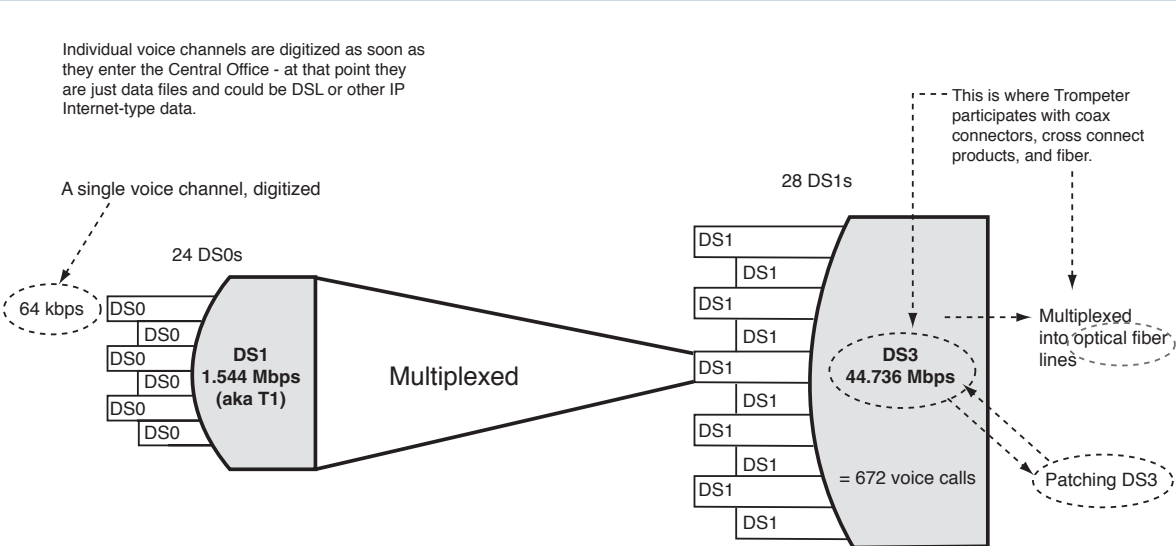 Individual voice channels are digitized as soon as
they enter the Central Office - at that point they
are just data files and could be DSL or other IP
Internet-type data.
This is where Trompeter
participates with coax
connectors, cross connect
products, and fiber.
A single voice channel, digitized
28 DS1s
24 DS0s
64 kbps
DS0
DS0
DS0
DS0
DS0
DS0
DS1
1.544 Mbps
(aka T1)
Multiplexed
DS1
DS1
DS1
DS1
DS1
DS1
DS1
DS1
DS1
DS1
DS3
44.736 Mbps
= 672 voice calls
Multiplexed
into optical fiber
lines
Patching DS3